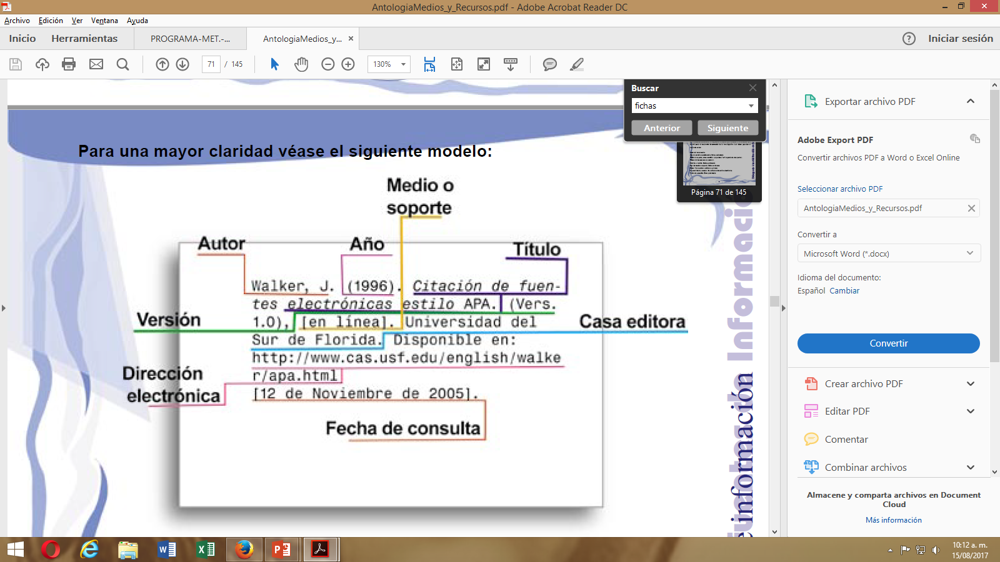 AntologiaMedios_y_Recursos.pdf - Adobe Acrobat Reader DC
Archivo Edición Ver Ventana Ayuda
Inicio Herramientas PROGRAMA-MET.-... AntologiaMedios_y... × Iniciar sesión
71 / 145 130%
Buscar
fichas
Anterior Siguiente
Página 71 de 145
Para una mayor claridad véase el siguiente modelo:
Medio o
soporte
Autor Año Título
Walker, J. (1996). Citación de fuen-
tes electrónicas estilo APA. (Vers.
1.0), [en línea]. Universidad del
Sur de Florida. Disponible en:
http://www.cas.usf.edu/english/walke
r/apa.html
[12 de Noviembre de 2005].
Versión
Casa editora
Dirección
electrónica
Fecha de consulta
información
Exportar archivo PDF
Adobe Export PDF
Convertir archivos PDF a Word o Excel Online
Seleccionar archivo PDF
AntologiaMedios_y_Recursos.pdf
Convertir a
Microsoft Word (*.docx)
Idioma del documento:
Español Cambiar
Convertir
Crear archivo PDF
Editar PDF
Comentar
Combinar archivos
Almacene y comparta archivos en Document
Cloud
Más información
10:12 a. m.
15/08/2017